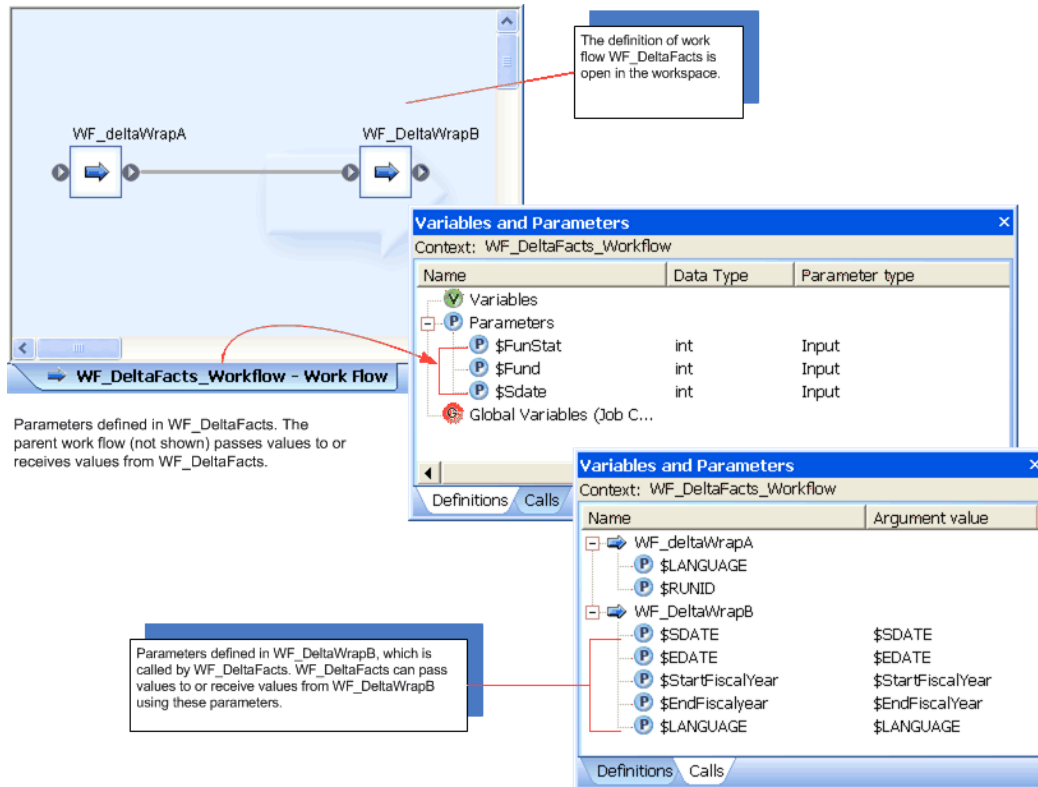 The definition of work
flow WF_DeltaFacts is
open in the workspace.
WF_deltaWrapA
WF_DeltaWrapB
WF_DeltaFacts_Workflow - Work Flow
Parameters defined in WF_DeltaFacts. The
parent work flow (not shown) passes values to or
receives values from WF_DeltaFacts.
Variables and Parameters
Context: WF_DeltaFacts_Workflow
Name Data Type Parameter type
Variables
Parameters
$FunStat int Input
$Fund int Input
$Sdate int Input
Global Variables (Job C...
Definitions Calls
Variables and Parameters
Context: WF_DeltaFacts_Workflow
Name Argument value
WF_deltaWrapA
$LANGUAGE
$RUNID
WF_DeltaWrapB
$SDATE $SDATE
$EDATE $EDATE
$StartFiscalYear $StartFiscalYear
$EndFiscalyear $EndFiscalYear
$LANGUAGE $LANGUAGE
Definitions Calls
Parameters defined in WF_DeltaWrapB, which is
called by WF_DeltaFacts. WF_DeltaFacts can pass
values to or receive values from WF_DeltaWrapB
using these parameters.